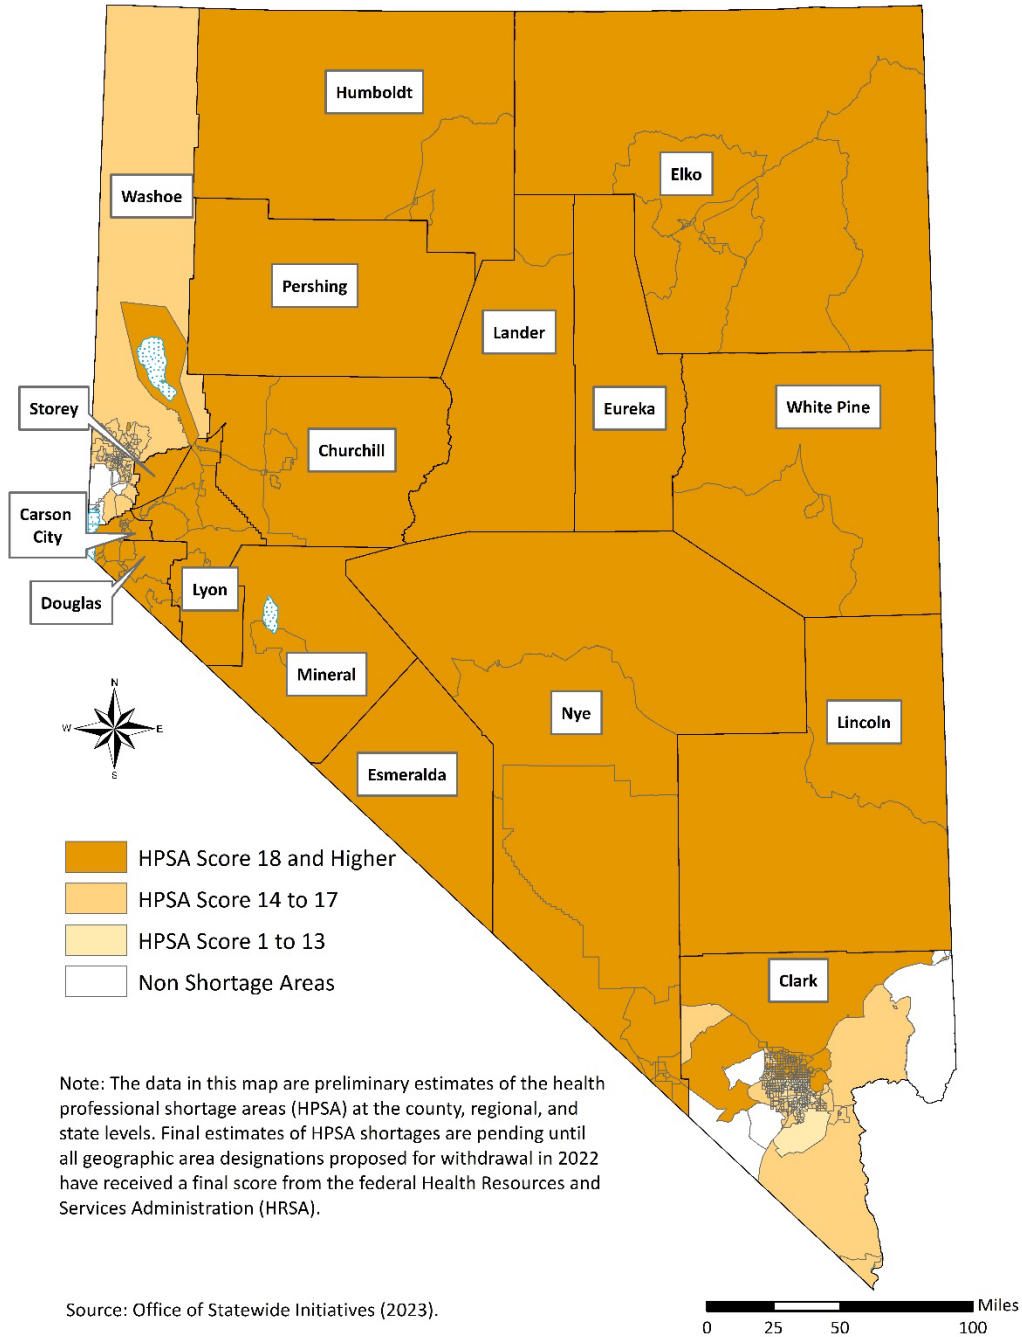 Humboldt
Elko
Washoe
Pershing
Lander
Storey
Eureka
White Pine
Churchill
Carson
City
Lyon
Douglas
Mineral
N
W
E
S
Nye
Lincoln
Esmeralda
HPSA Score 18 and Higher
HPSA Score 14 to 17
HPSA Score 1 to 13
Non Shortage Areas
Clark
Note: The data in this map are preliminary estimates of the health
professional shortage areas (HPSA) at the county, regional, and
state levels. Final estimates of HPSA shortages are pending until
all geographic area designations proposed for withdrawal in 2022
have received a final score from the federal Health Resources and
Services Administration (HRSA).
Source: Office of Statewide Initiatives (2023).
Miles
0 25 50 100